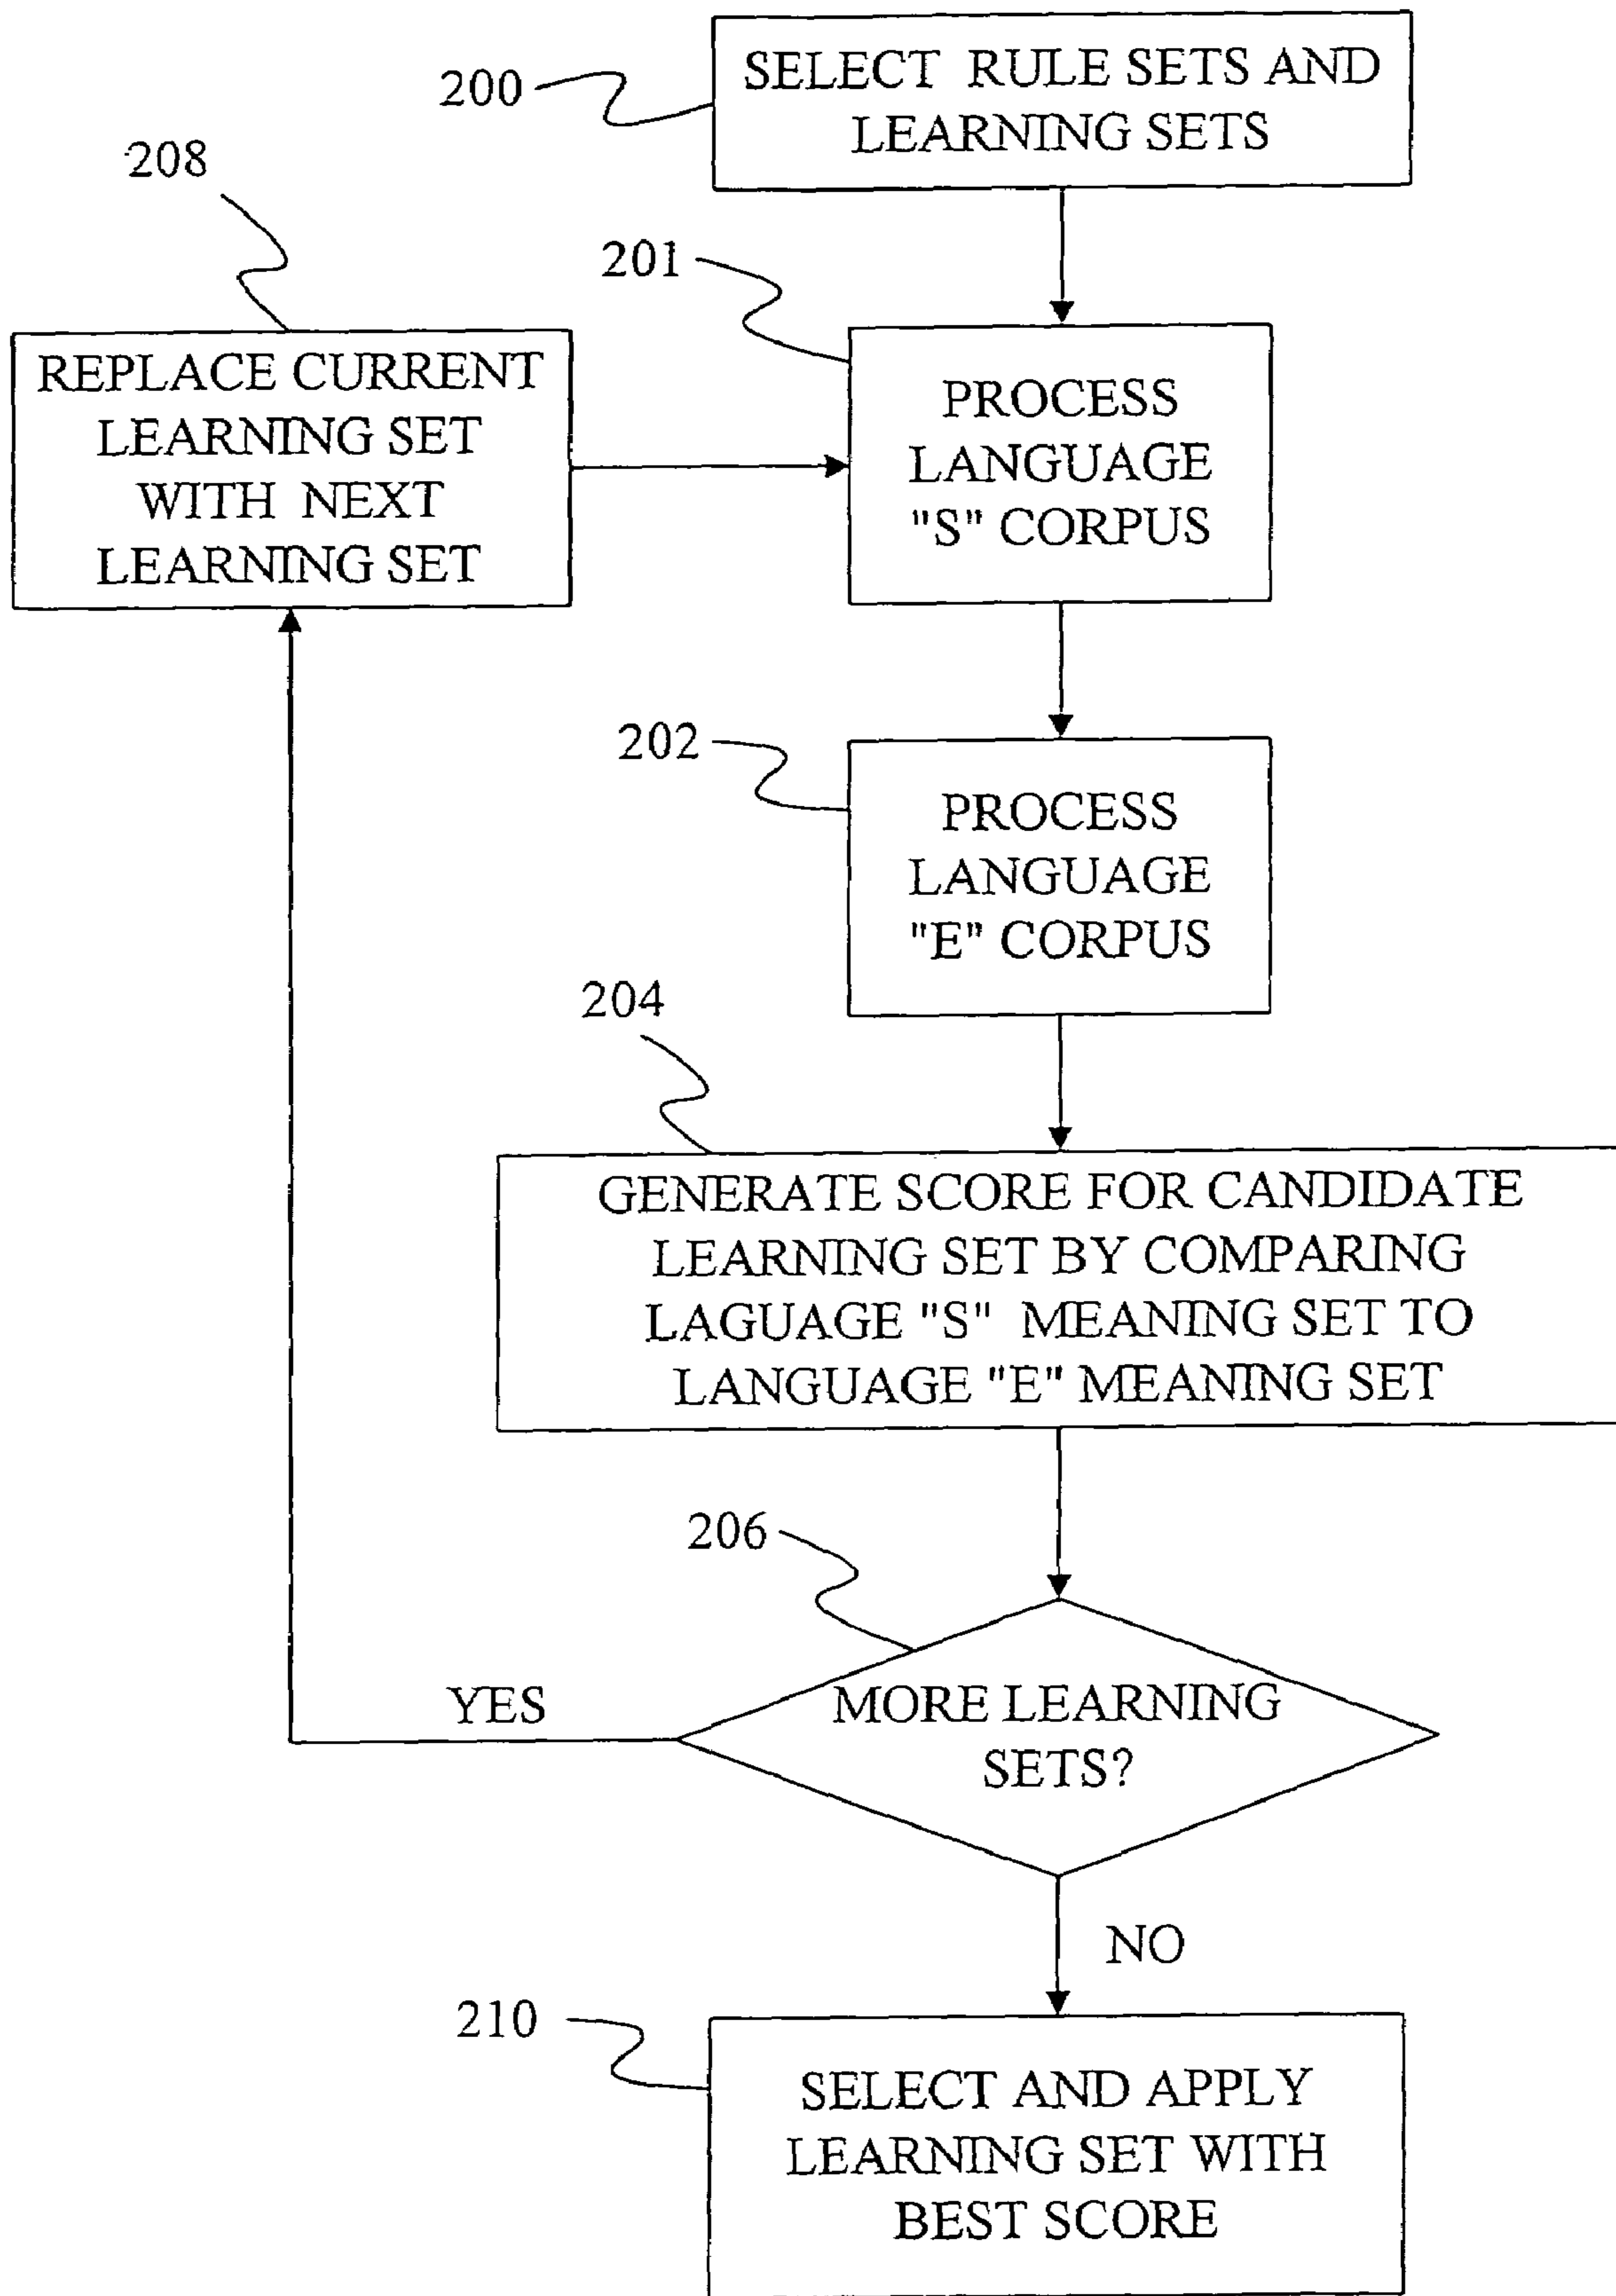 200
SELECT RULE SETS AND
LEARNING SETS
208
201
REPLACE CURRENT
LEARNING SET
WITH NEXT
LEARNING SET
PROCESS
LANGUAGE
"S" CORPUS
202
PROCESS
LANGUAGE
"E" CORPUS
204
GENERATE SCORE FOR CANDIDATE
LEARNING SET BY COMPARING
LAGUAGE "S" MEANING SET TO
LANGUAGE "E" MEANING SET
206
YES
MORE LEARNING
SETS?
NO
210
SELECT AND APPLY
LEARNING SET WITH
BEST SCORE